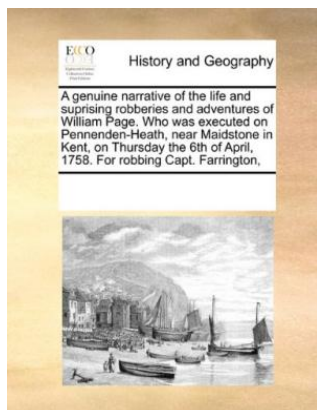 ECCO
History and Geography
A genuine narrative of the life and
suprising robberies and adventures of
William Page. Who was executed on
Pennenden-Heath, near Maidstone in
Kent, on Thursday the 6th of April,
1758. For robbing Capt. Farrington,